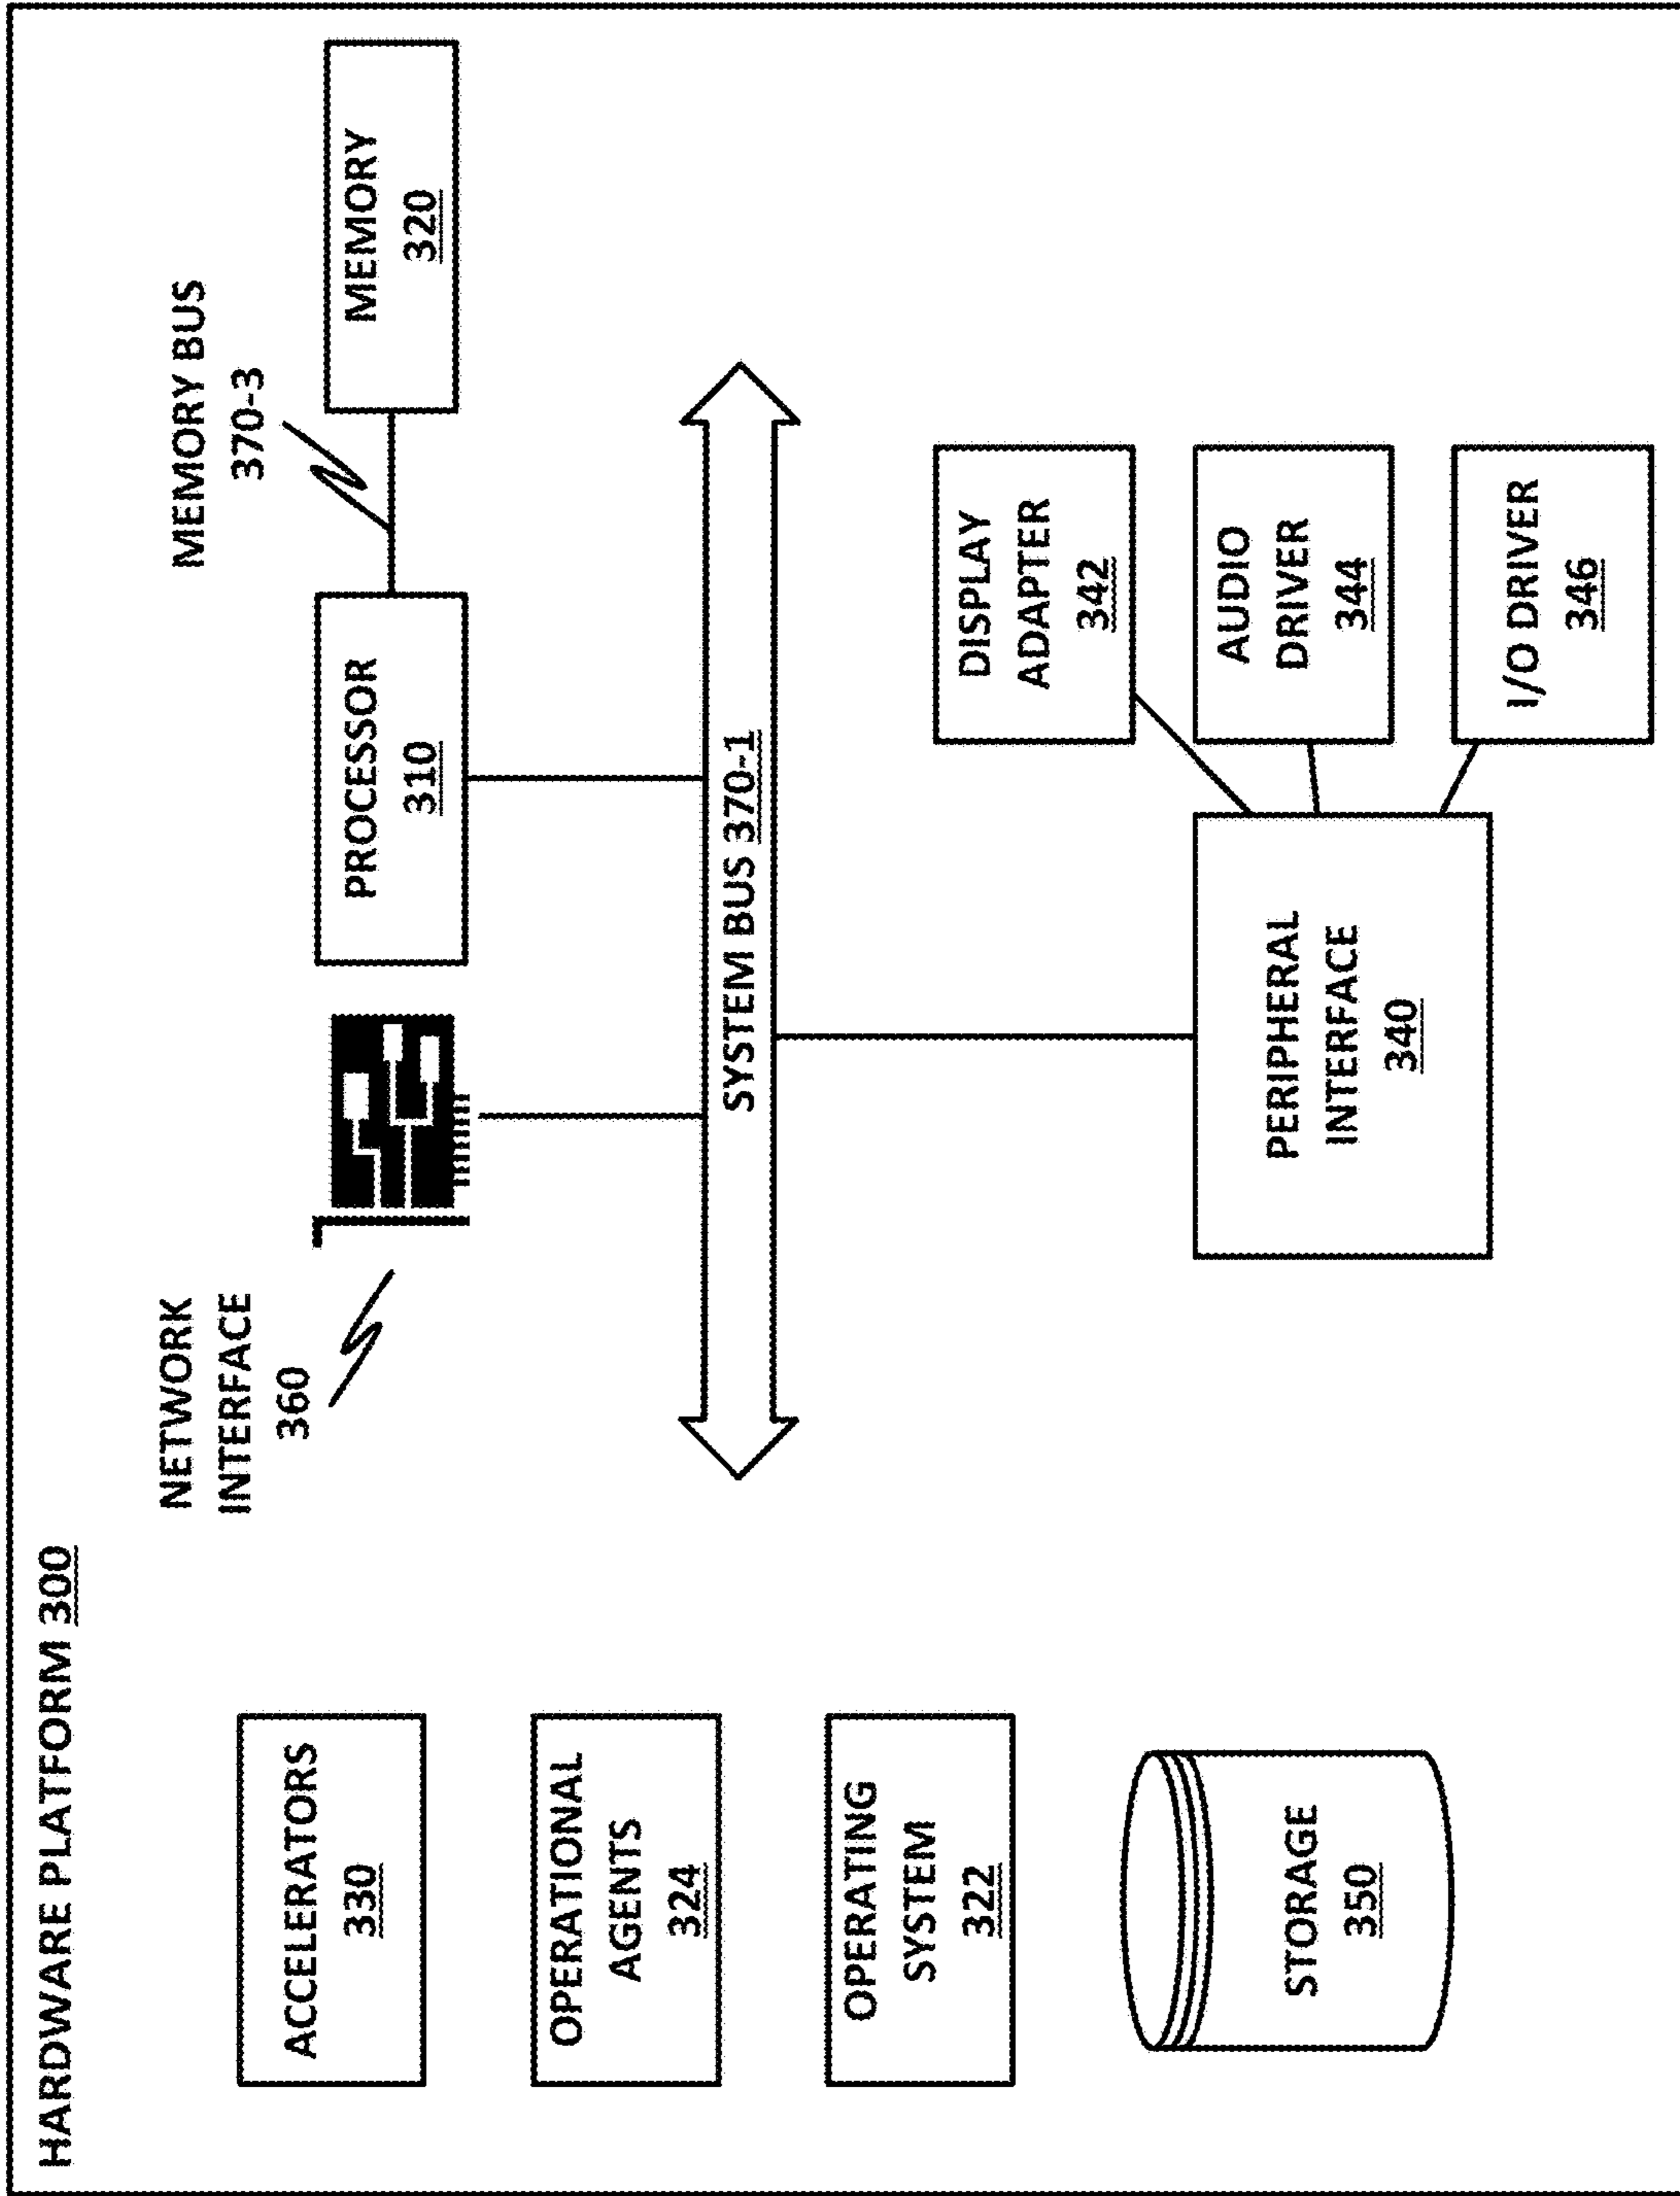 HARDWARE PLATFORM 300
ACCELERATORS
330
OPERATIONAL
AGENTS
324
OPERATING
SYSTEM
322
STORAGE
350
NETWORK
INTERFACE
360
PROCESSOR
310
MEMORY BUS
370-3
MEMORY
320
SYSTEM BUS 370-1
PERIPHERAL
INTERFACE
340
DISPLAY
ADAPTER
342
AUDIO
DRIVER
344
I/O DRIVER
346